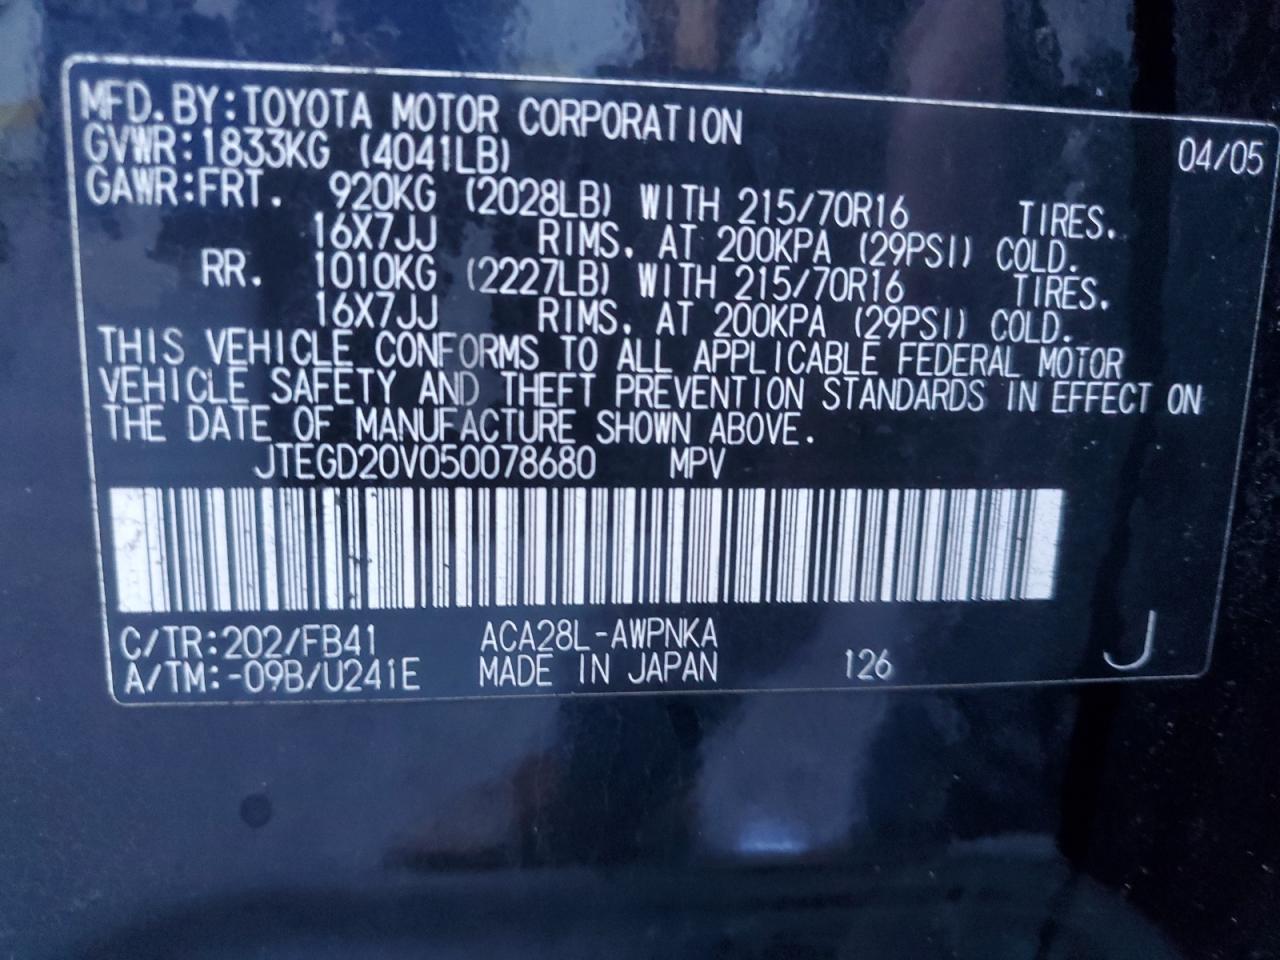 MFD.BY:TOYOTA MOTOR CORPORATION 04/05
GVWR:1833KG (4041LB)
GAWR:FRT. 920KG (2028LB) WITH 215/70R16 TIRES.
16X7JJ RIMS. AT 200KPA (29PSI) COLD.
RR. 1010KG (2227LB) WITH 215/70R16 TIRES.
16X7JJ RIMS. AT 200KPA (29PSI) COLD.
THIS VEHICLE CONFORMS TO ALL APPLICABLE FEDERAL MOTOR
VEHICLE SAFETY AND THEFT PREVENTION STANDARDS IN EFFECT ON
THE DATE OF MANUFACTURE SHOWN ABOVE.
JTEGD20V050078680 MPV
C/TR:202/FB41 ACA28L-AWPNKA
A/TM:-09B/U241E MADE IN JAPAN 126 J